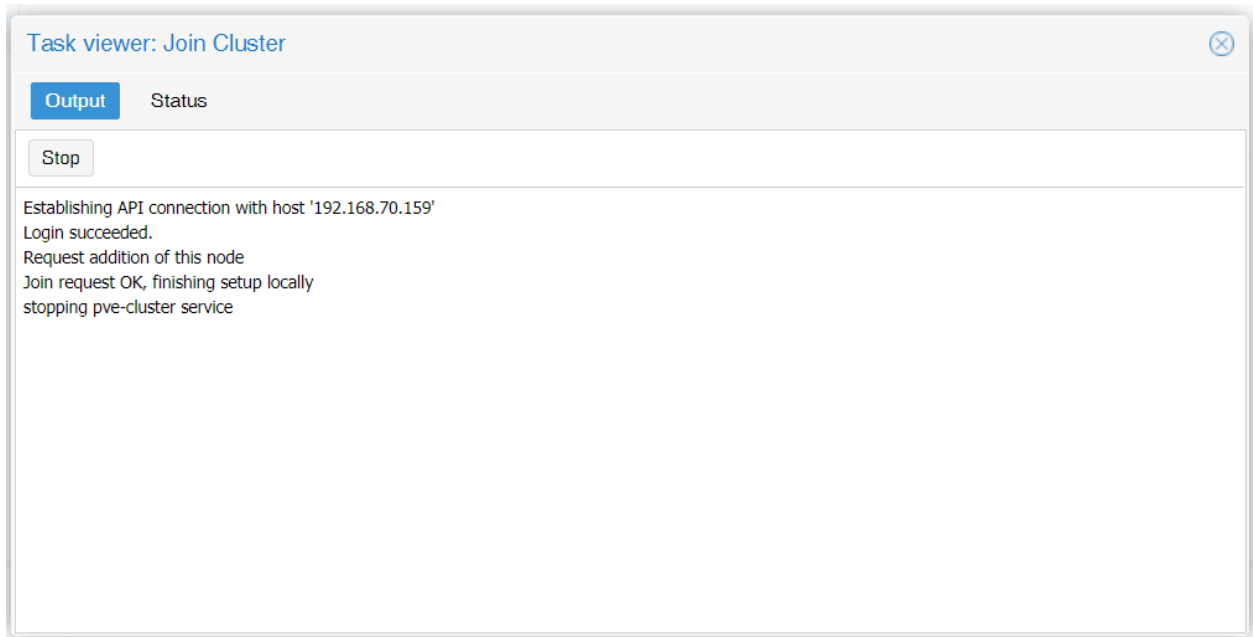 Task viewer: Join Cluster
Output Status
Stop
Establishing API connection with host '192.168.70.159'
Login succeeded.
Request addition of this node
Join request OK, finishing setup locally
stopping pve-cluster service